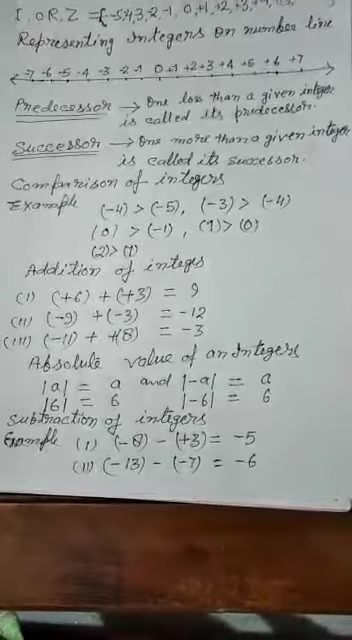 I, OR, Z = {-5,4,3,-2,-1, 0,+1,+2,+3,+4,
Representing Integers on number line
-7 -6 -5 -4 -3 -2 -1 0 +1 +2 +3 +4 +5 +6 +7
Predecessor → One less than a given integer
is called its predecessor.
Successor → One more than a given integer
is called its successor.
Comparison of integers
Example (-4) > (-5), (-3) > (-4)
(0) > (-1), (1) > (0)
(2) > (1)
Addition of integers
(I) (+6) + (+3) = 9
(II) (-9) + (-3) = -12
(III) (-11) + +(8) = -3
Absolute value of an Integers
|a| = a and |-a| = a
|6| = 6 |-6| = 6
Subtraction of integers
Example (I) (-8) - (+3) = -5
(II) (-13) - (-7) = -6